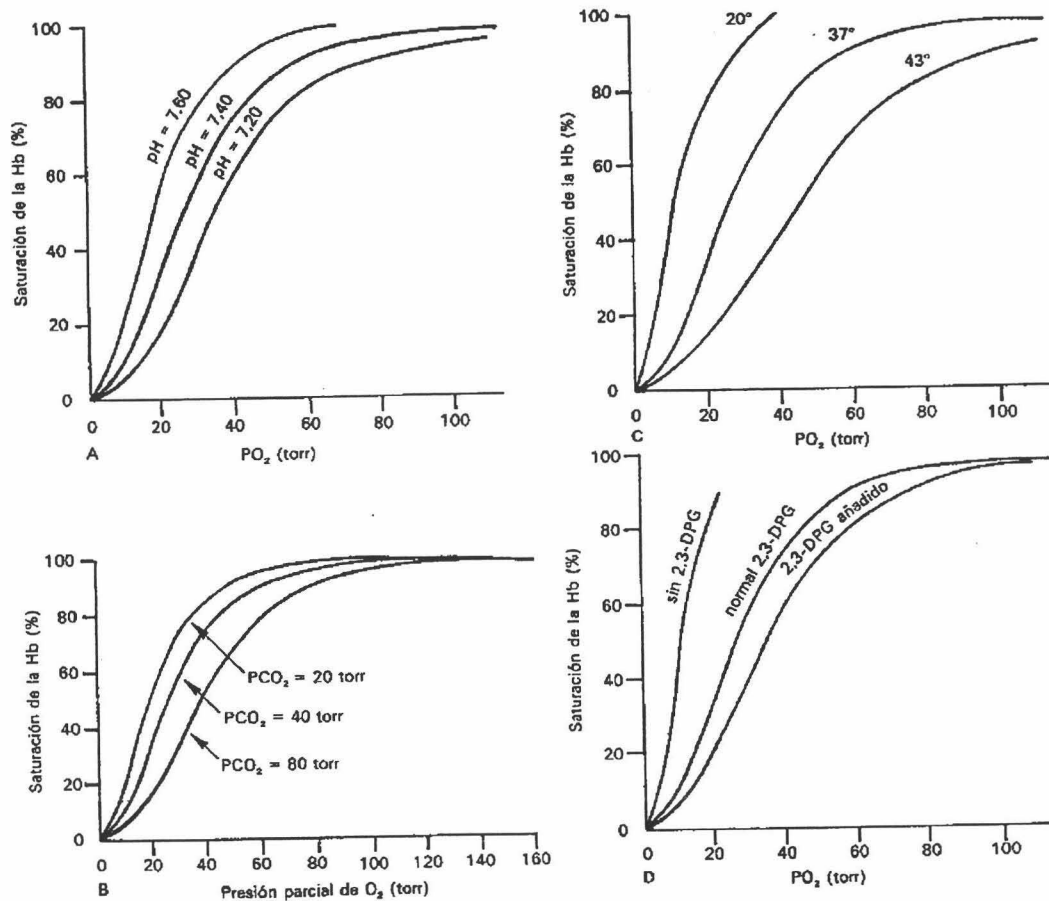 Saturación de la Hb (%)
100
80
60
40
20
0
pH = 7,60
pH = 7,40
pH = 7,20
0 20 40 60 80 100
A
PO₂ (torr)
Saturación de la Hb (%)
100
80
60
40
20
0
PCO₂ = 20 torr
PCO₂ = 40 torr
PCO₂ = 80 torr
0 20 40 60 80 100 120 140 160
B
Presión parcial de O₂ (torr)
Saturación de la Hb (%)
100
80
60
40
20
0
20°
37°
43°
0 20 40 60 80 100
C
PO₂ (torr)
Saturación de la Hb (%)
100
80
60
40
20
0
sin 2,3-DPG
normal 2,3-DPG
2,3-DPG añadido
0 20 40 60 80 100
D
PO₂ (torr)